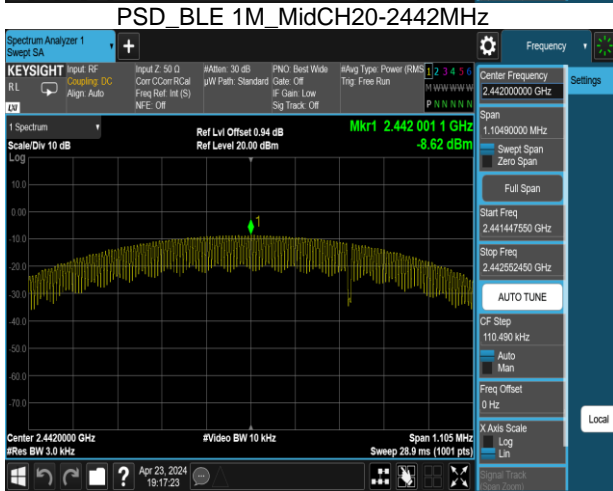 PSD_BLE 1M_MidCH20-2442MHz
Spectrum Analyzer 1
Swept SA
+
Frequency
KEYSIGHT
RL
LXI
Input: RF
Coupling: DC
Align: Auto
Input Z: 50 Ω
Corr CCorr RCal
Freq Ref: Int (S)
NFE: Off
#Atten: 30 dB
µW Path: Standard
PNO: Best Wide
Gate: Off
IF Gain: Low
Sig Track: Off
#Avg Type: Power (RMS
Trig: Free Run
1 2 3 4 5 6
M W W W W W
P N N N N N
Center Frequency
2.442000000 GHz
Settings
Span
1.10490000 MHz
Swept Span
Zero Span
Full Span
Start Freq
2.441447550 GHz
Stop Freq
2.442552450 GHz
AUTO TUNE
CF Step
110.490 kHz
Auto
Man
Freq Offset
0 Hz
X Axis Scale
Log
Lin
Signal Track
(Span Zoom)
Local
1 Spectrum
Scale/Div 10 dB
Log
Ref Lvl Offset 0.94 dB
Ref Level 20.00 dBm
Mkr1 2.442 001 1 GHz
-8.62 dBm
1
10.0
0.00
-10.0
-20.0
-30.0
-40.0
-50.0
-60.0
-70.0
Center 2.4420000 GHz
#Res BW 3.0 kHz
#Video BW 10 kHz
Span 1.105 MHz
Sweep 28.9 ms (1001 pts)
?
Apr 23, 2024
19:17:23